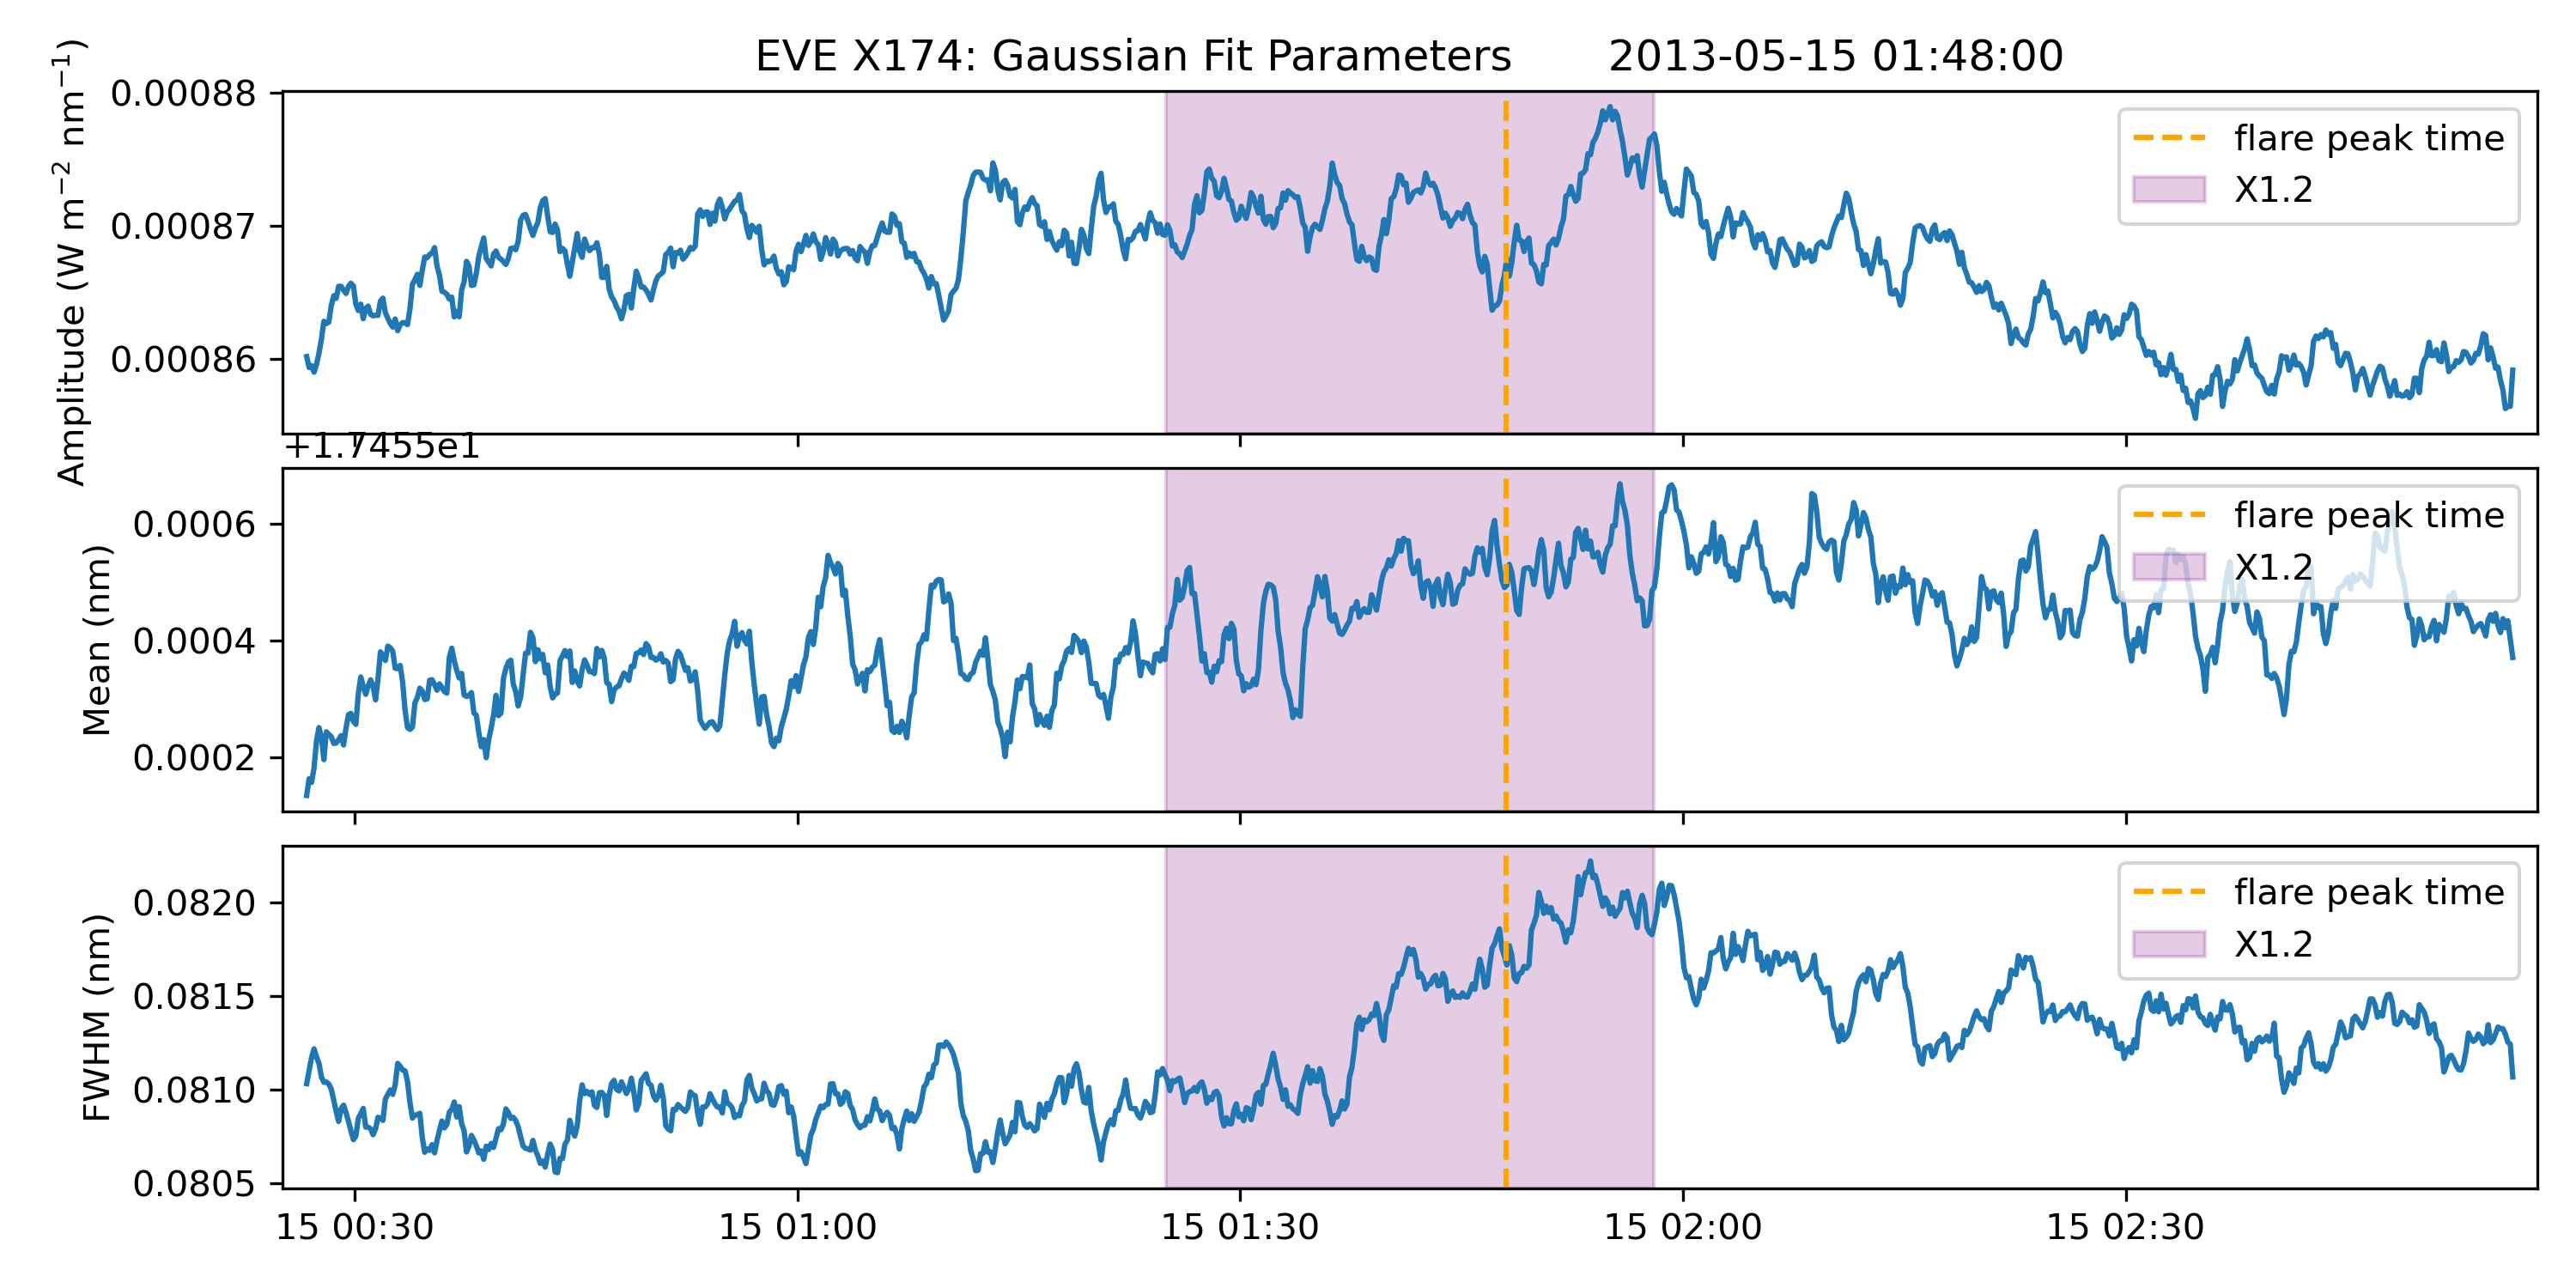 EVE X174: Gaussian Fit Parameters 2013-05-15 01:48:00
Amplitude (W m⁻² nm⁻¹)
0.00088
0.00087
0.00086
flare peak time
X1.2
+1.7455e1
Mean (nm)
0.0006
0.0004
0.0002
flare peak time
X1.2
FWHM (nm)
0.0820
0.0815
0.0810
0.0805
flare peak time
X1.2
15 00:30
15 01:00
15 01:30
15 02:00
15 02:30